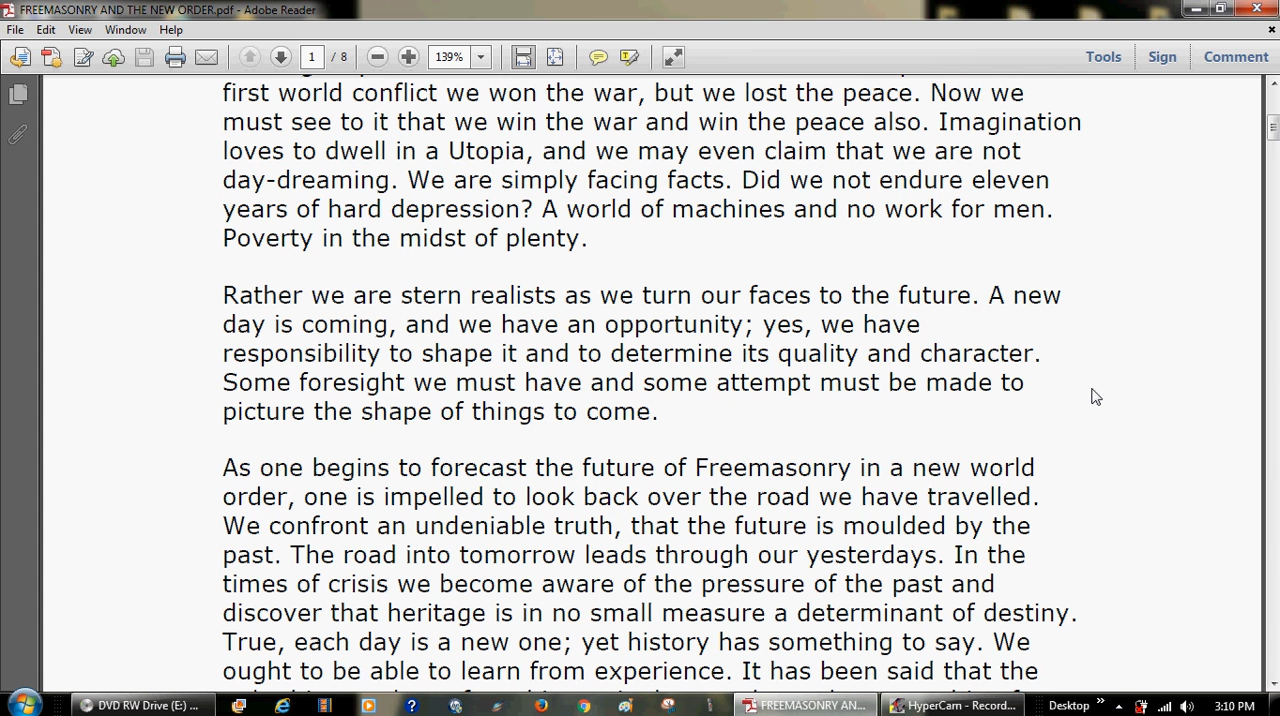 FREEMASONRY AND THE NEW ORDER.pdf - Adobe Reader
File Edit View Window Help
1 / 8 139% Tools Sign Comment
first world conflict we won the war, but we lost the peace. Now we
must see to it that we win the war and win the peace also. Imagination
loves to dwell in a Utopia, and we may even claim that we are not
day-dreaming. We are simply facing facts. Did we not endure eleven
years of hard depression? A world of machines and no work for men.
Poverty in the midst of plenty.
Rather we are stern realists as we turn our faces to the future. A new
day is coming, and we have an opportunity; yes, we have
responsibility to shape it and to determine its quality and character.
Some foresight we must have and some attempt must be made to
picture the shape of things to come.
As one begins to forecast the future of Freemasonry in a new world
order, one is impelled to look back over the road we have travelled.
We confront an undeniable truth, that the future is moulded by the
past. The road into tomorrow leads through our yesterdays. In the
times of crisis we become aware of the pressure of the past and
discover that heritage is in no small measure a determinant of destiny.
True, each day is a new one; yet history has something to say. We
ought to be able to learn from experience. It has been said that the
DVD RW Drive (E:) ... FREEMASONRY AN... HyperCam - Record... Desktop 3:10 PM